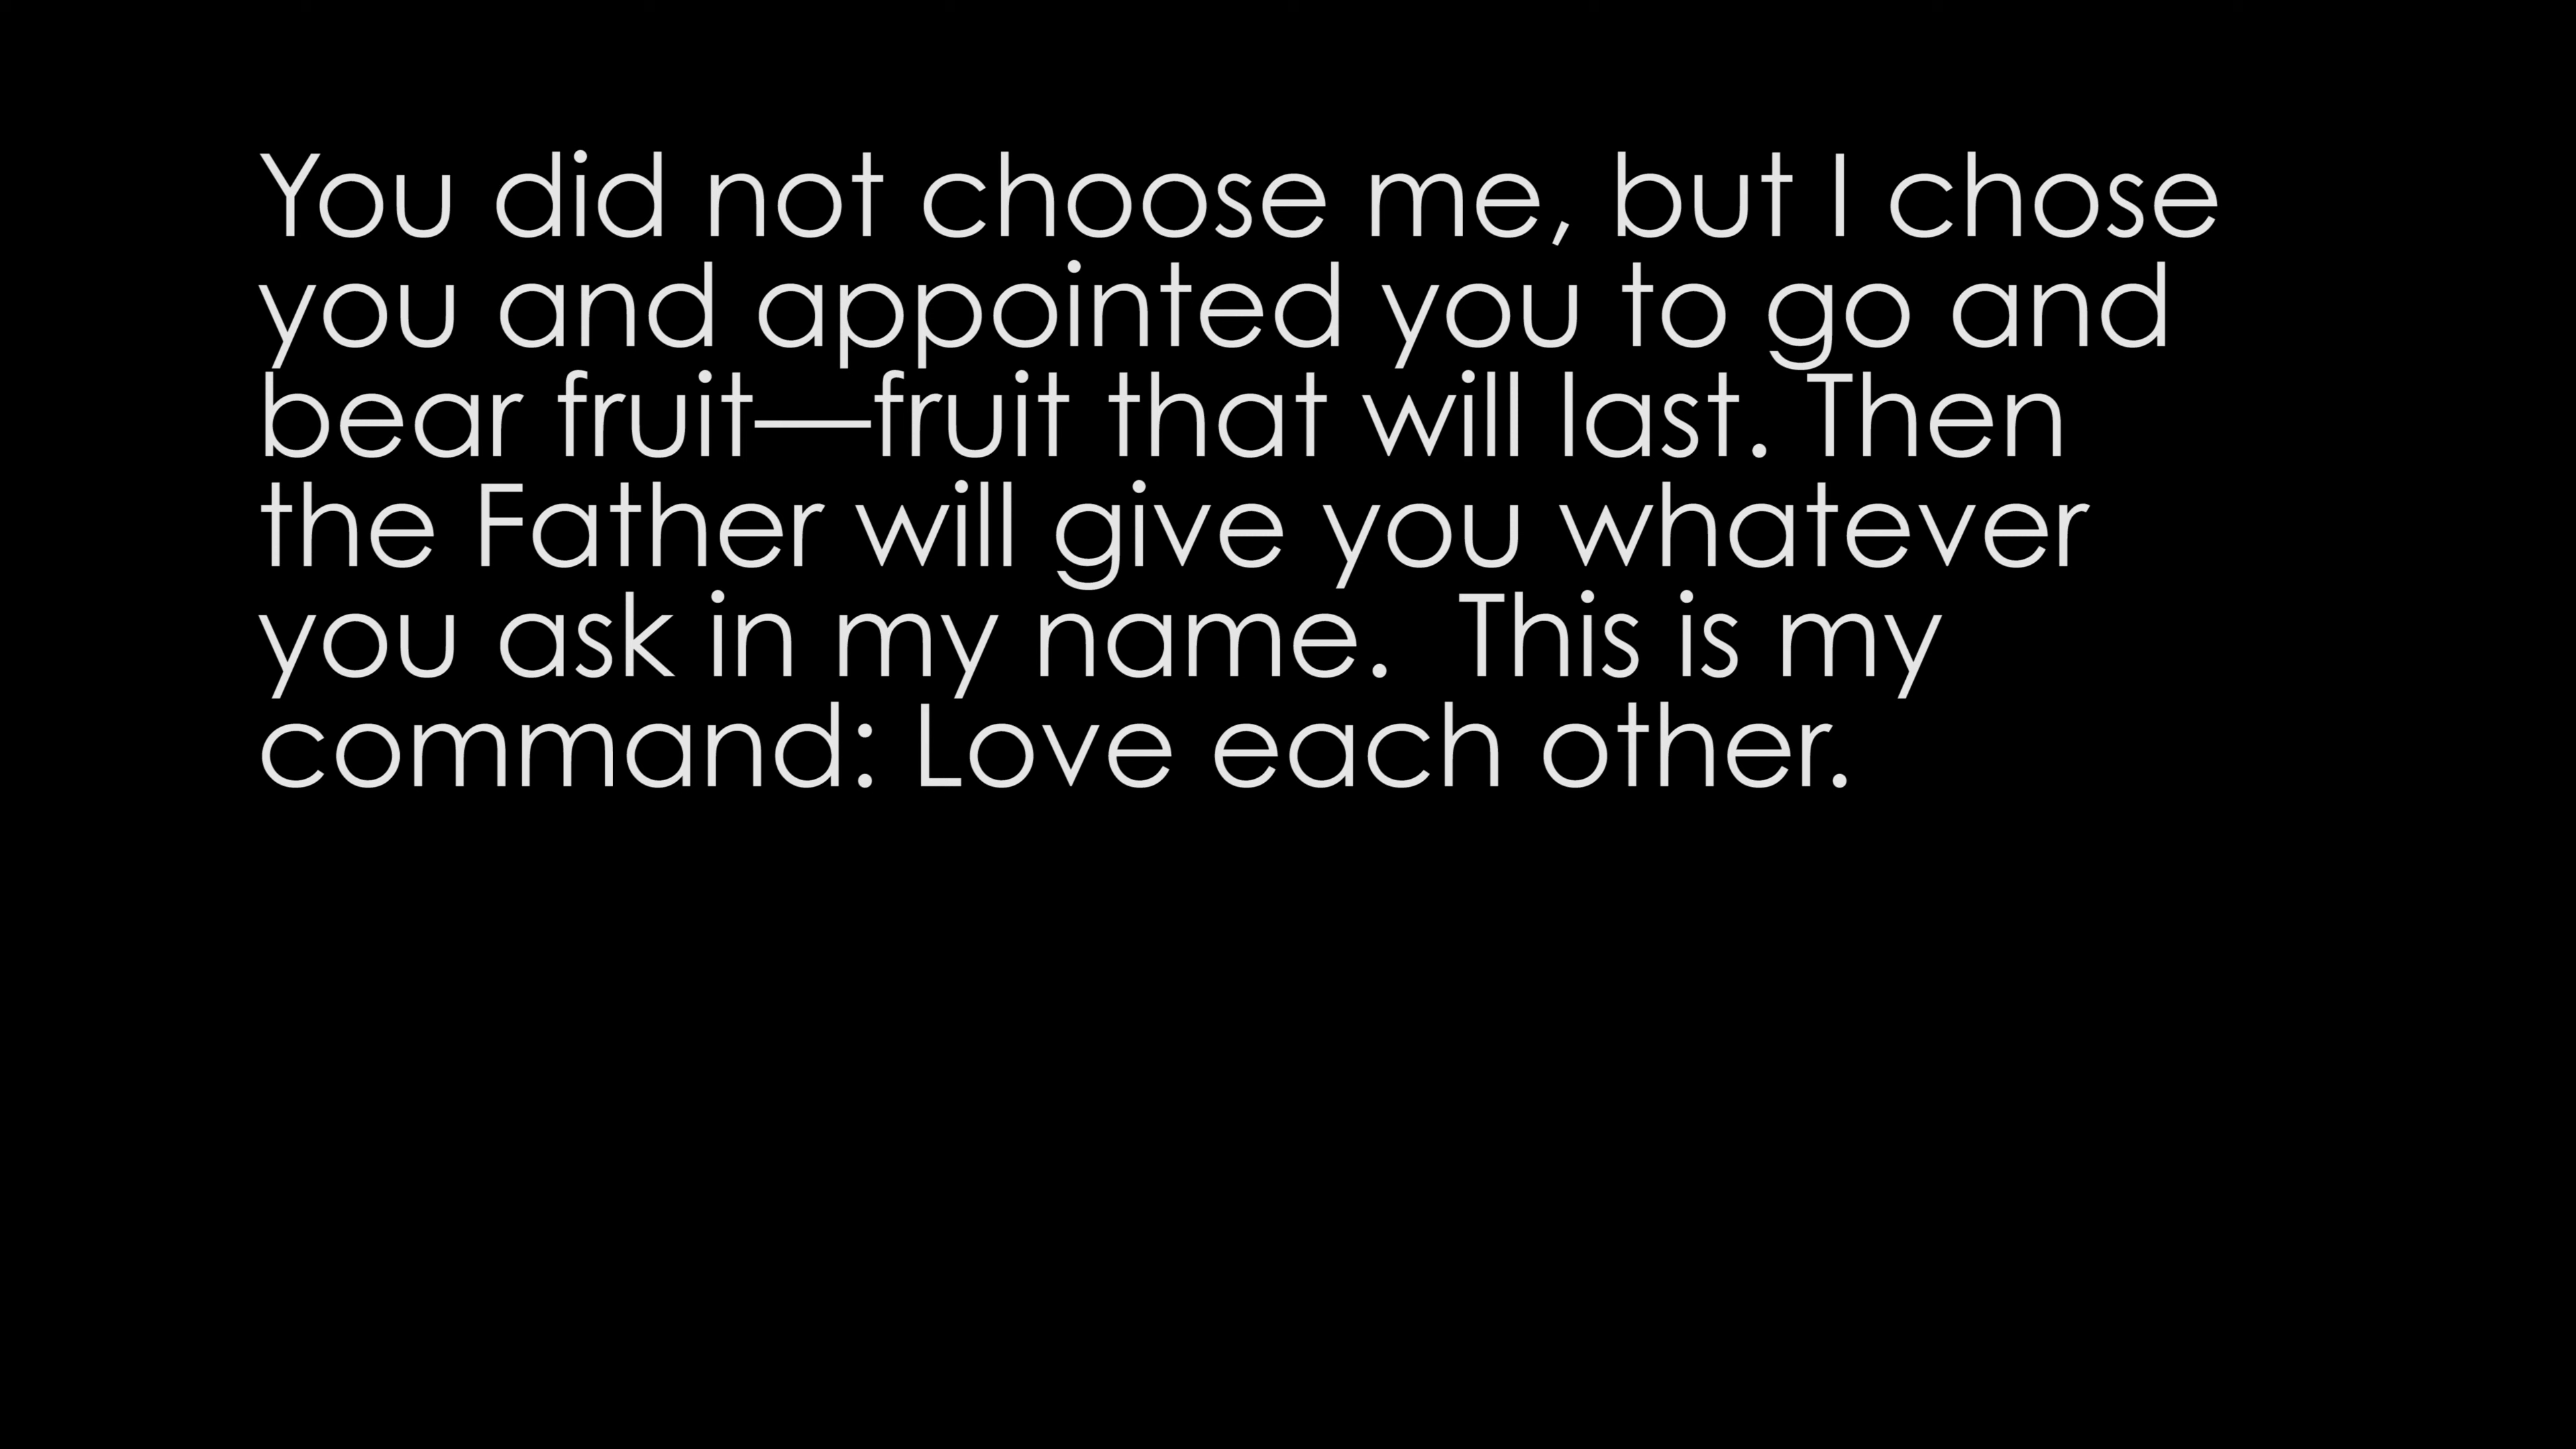 You did not choose me, but I chose
you and appointed you to go and
bear fruit—fruit that will last. Then
the Father will give you whatever
you ask in my name.  This is my
command: Love each other.